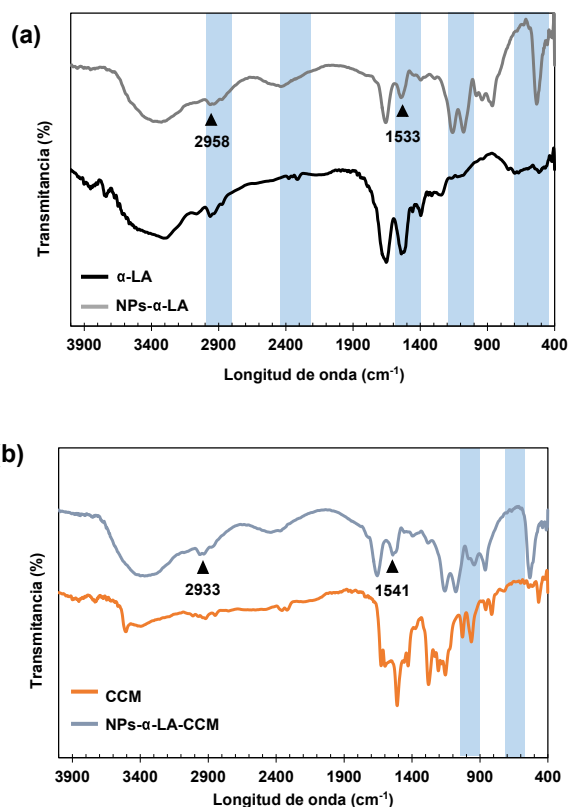 (a)
Transmitancia (%)
2958
1533
α-LA
NPs-α-LA
4000 3400 2900 2400 1900 1400 900 400
Longitud de onda (cm⁻¹)
b)
Transmitancia (%)
2933
1541
CCM
NPs-α-LA-CCM
3900 3400 2900 2400 1900 1400 900 400
Longitud de onda (cm⁻¹)